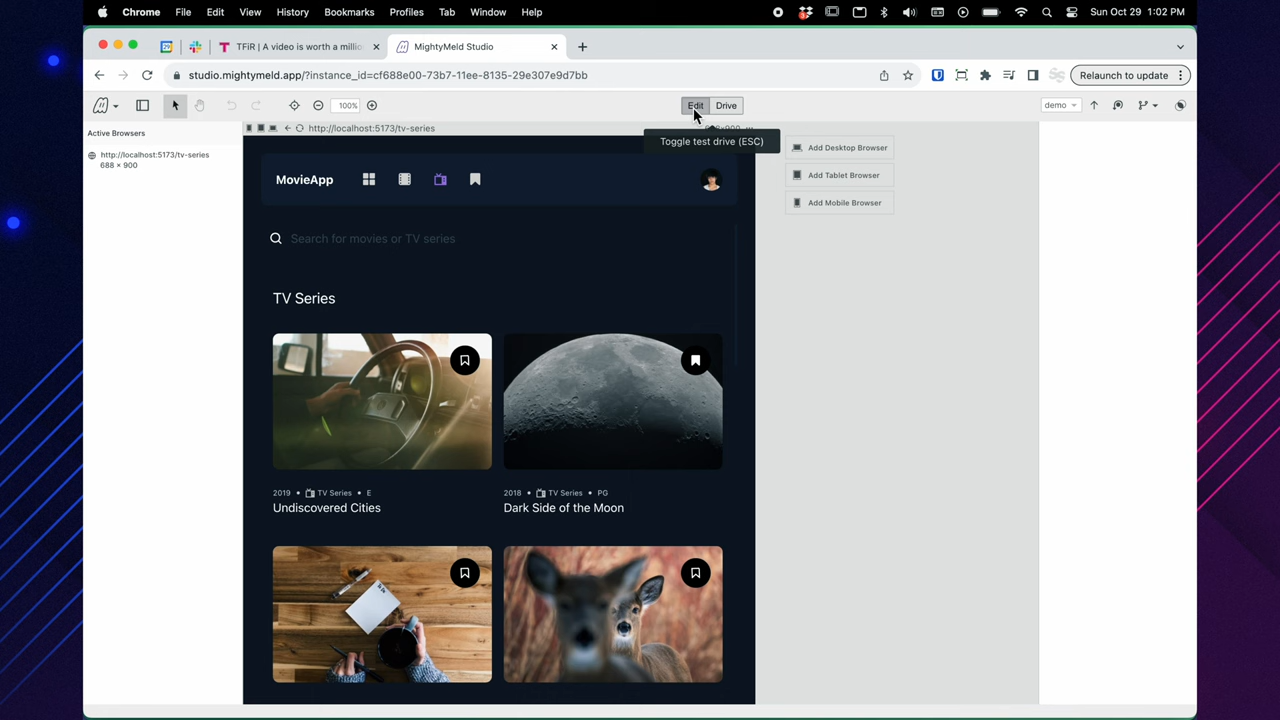 Chrome File Edit View History Bookmarks Profiles Tab Window Help Sun Oct 29 1:02 PM
TFiR | A video is worth a millio
MightyMeld Studio
studio.mightymeld.app/?instance_id=cf688e00-73b7-11ee-8135-29e307e9d7bb
Relaunch to update
100%
Edit Drive
demo
Active Browsers
http://localhost:5173/tv-series
688 × 900
http://localhost:5173/tv-series
Toggle test drive (ESC)
Add Desktop Browser
Add Tablet Browser
Add Mobile Browser
MovieApp
Search for movies or TV series
TV Series
2019 • TV Series • E
Undiscovered Cities
2018 • TV Series • PG
Dark Side of the Moon